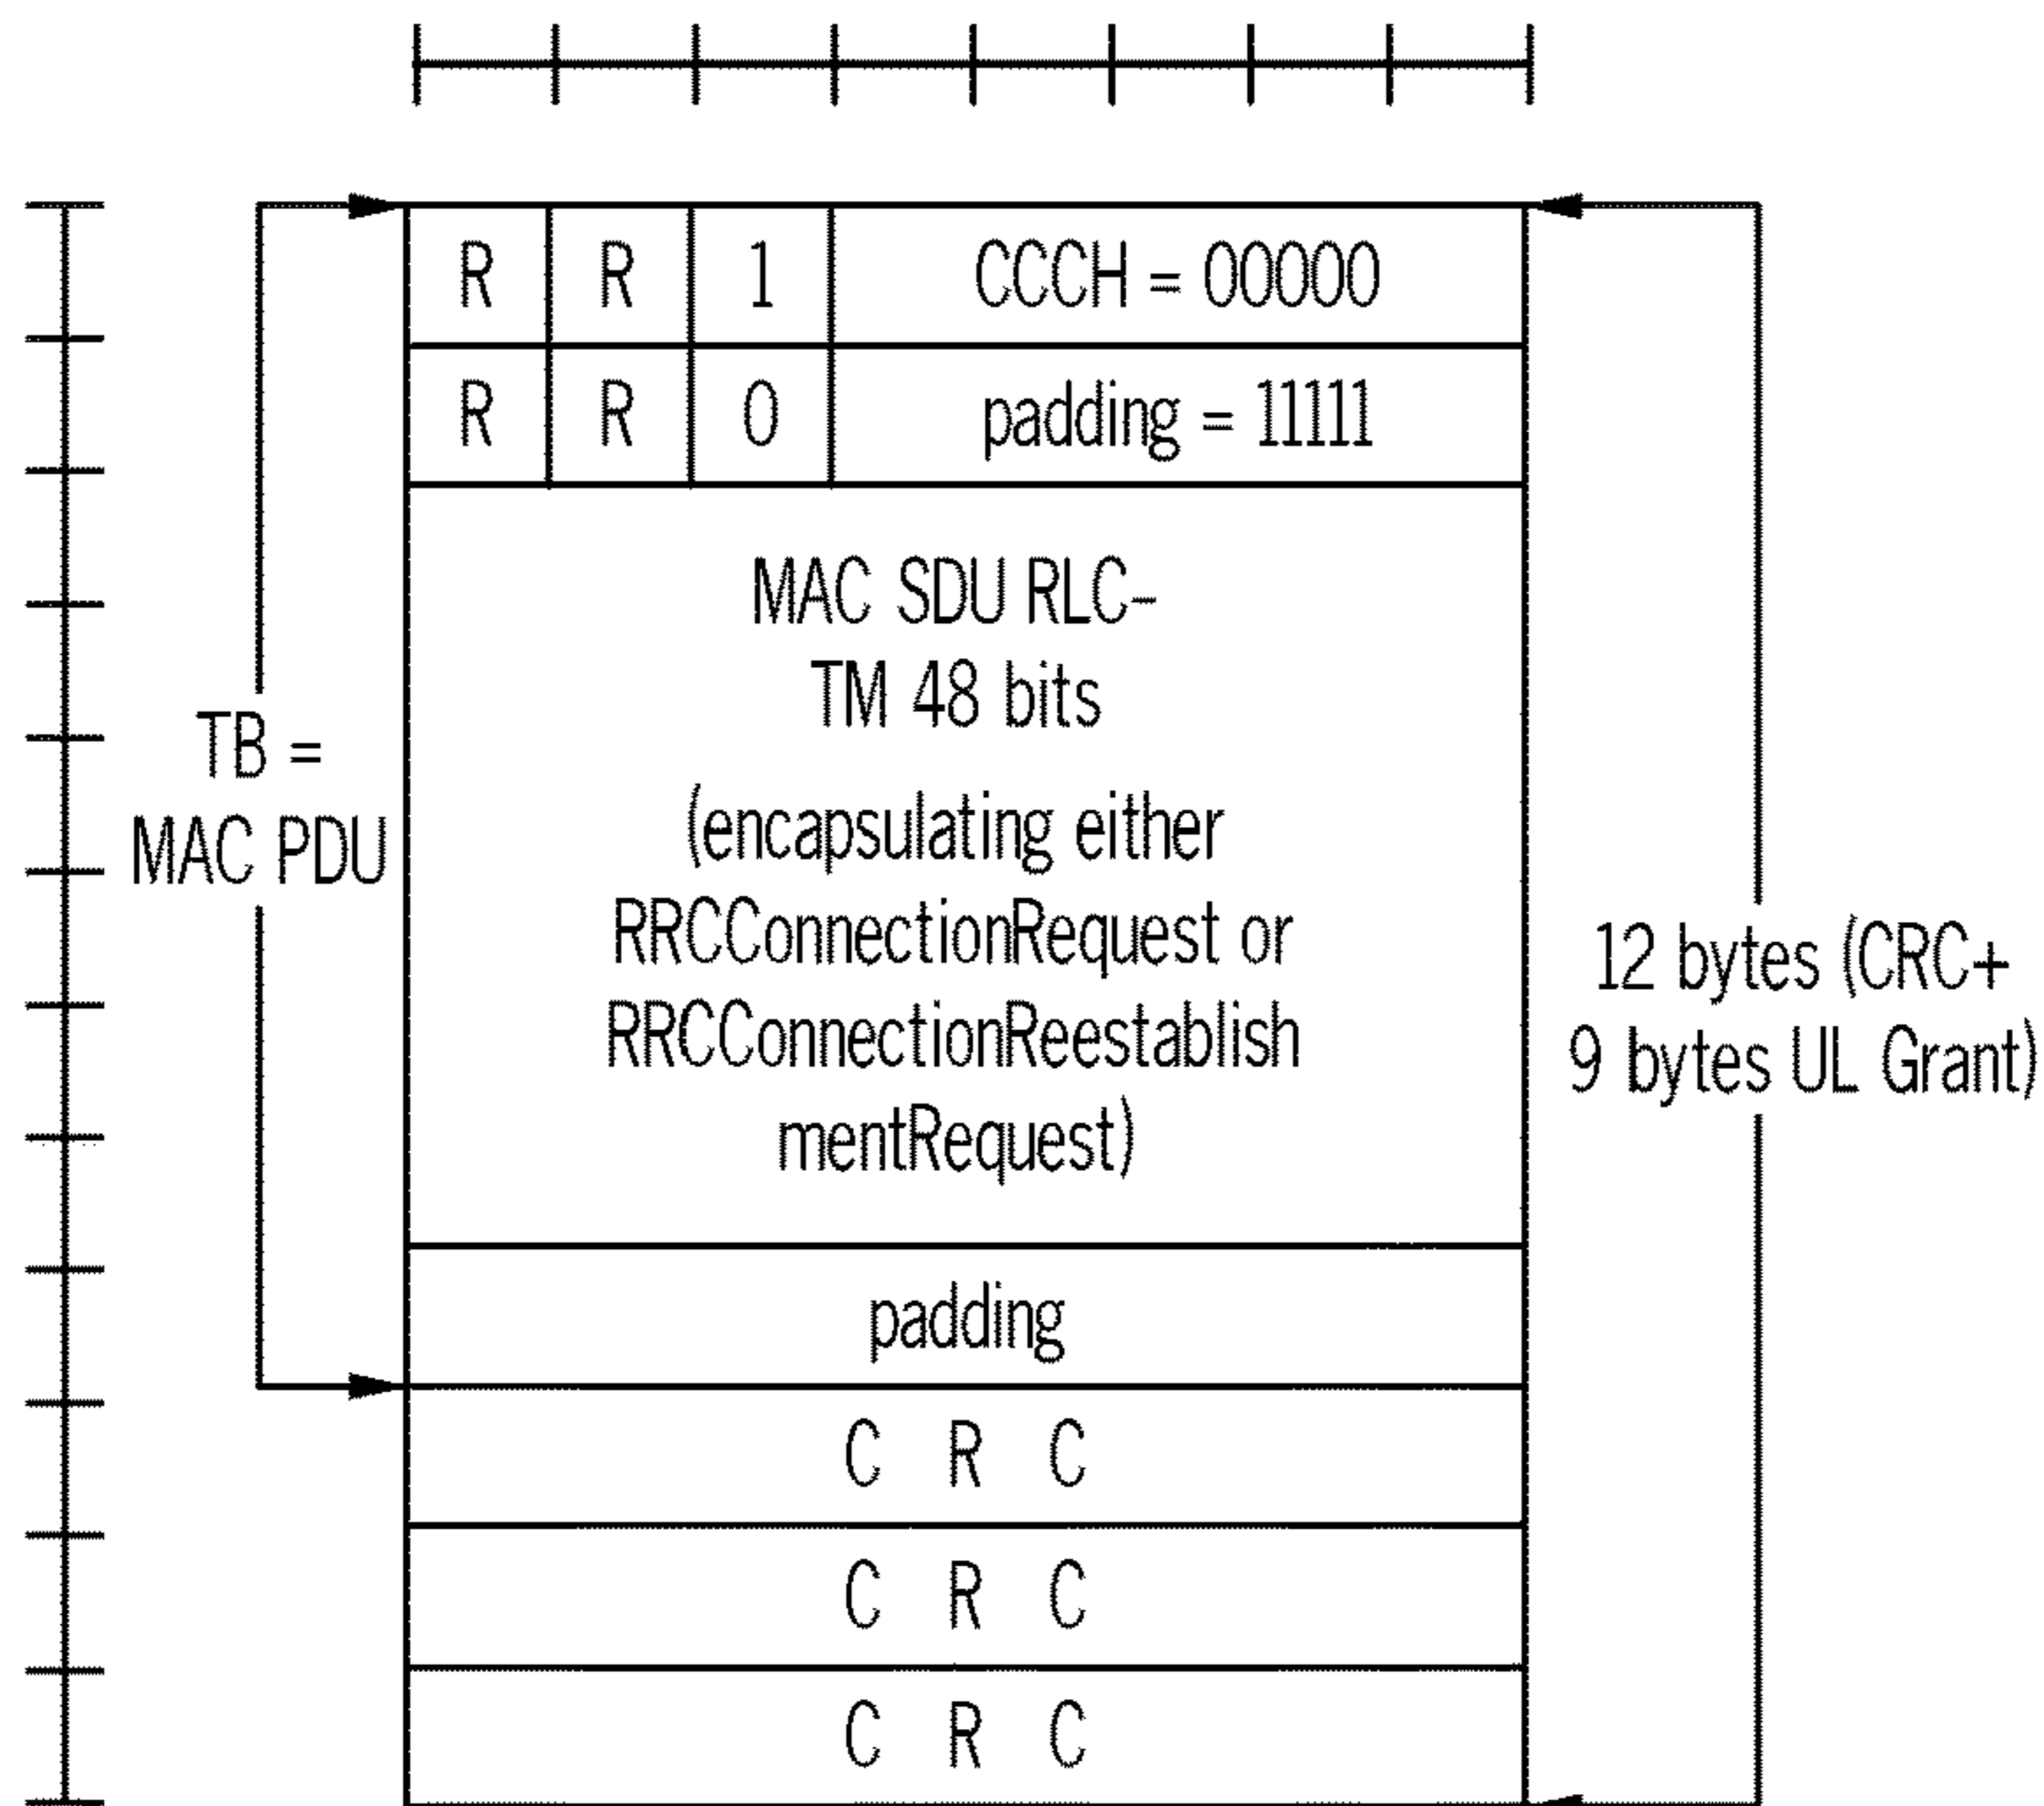 R R 1 CCCH = 00000
R R 0 padding = 11111
MAC SDU RLC-
TM 48 bits
(encapsulating either
RRCConnectionRequest or
RRCConnectionReestablish
mentRequest)
TB =
MAC PDU
12 bytes (CRC+
9 bytes UL Grant)
padding
C R C
C R C
C R C